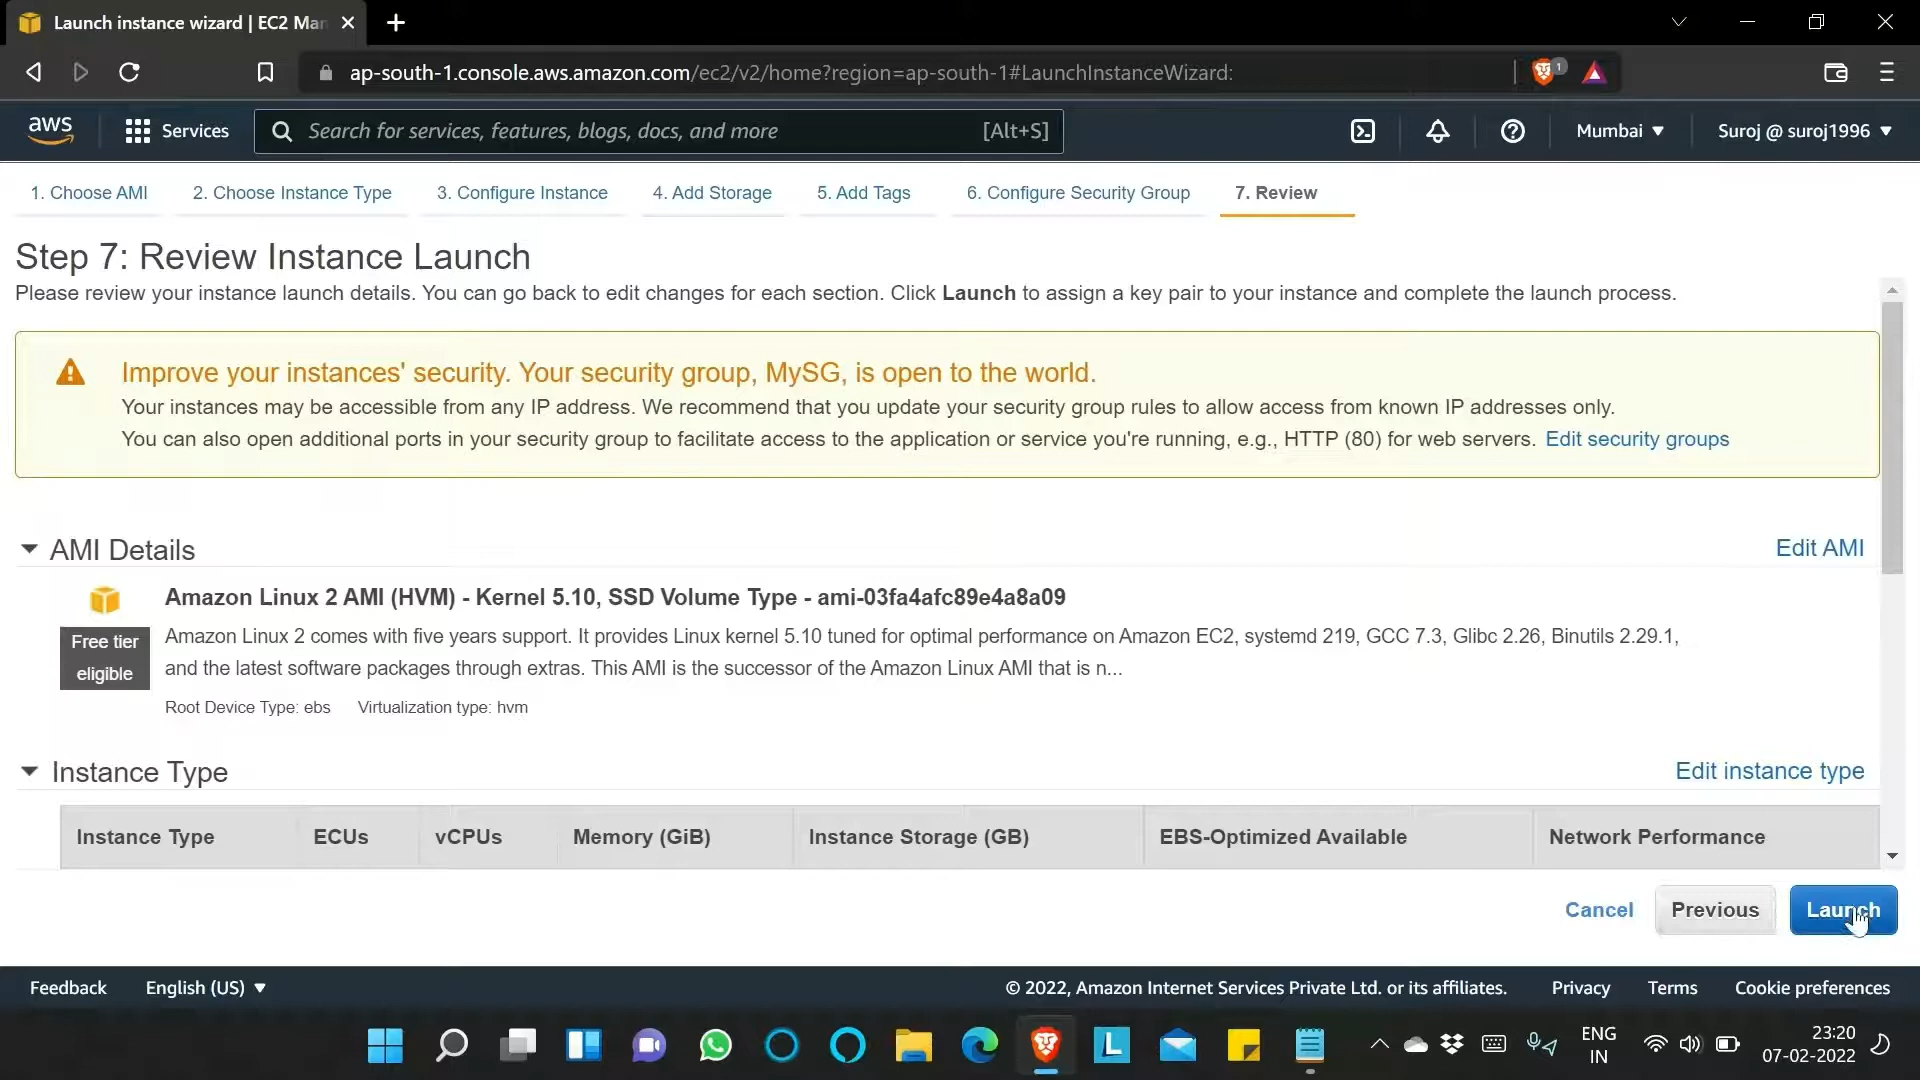 Launch instance wizard | EC2 Man
ap-south-1.console.aws.amazon.com/ec2/v2/home?region=ap-south-1#LaunchInstanceWizard:
1
aws
Services
Search for services, features, blogs, docs, and more
[Alt+S]
Mumbai
Suroj @ suroj1996
1. Choose AMI
2. Choose Instance Type
3. Configure Instance
4. Add Storage
5. Add Tags
6. Configure Security Group
7. Review
Step 7: Review Instance Launch
Please review your instance launch details. You can go back to edit changes for each section. Click Launch to assign a key pair to your instance and complete the launch process.
Improve your instances' security. Your security group, MySG, is open to the world.
Your instances may be accessible from any IP address. We recommend that you update your security group rules to allow access from known IP addresses only.
You can also open additional ports in your security group to facilitate access to the application or service you're running, e.g., HTTP (80) for web servers. Edit security groups
AMI Details
Edit AMI
Amazon Linux 2 AMI (HVM) - Kernel 5.10, SSD Volume Type - ami-03fa4afc89e4a8a09
Free tier
eligible
Amazon Linux 2 comes with five years support. It provides Linux kernel 5.10 tuned for optimal performance on Amazon EC2, systemd 219, GCC 7.3, Glibc 2.26, Binutils 2.29.1,
and the latest software packages through extras. This AMI is the successor of the Amazon Linux AMI that is n...
Root Device Type: ebs Virtualization type: hvm
Instance Type
Edit instance type
Instance Type
ECUs
vCPUs
Memory (GiB)
Instance Storage (GB)
EBS-Optimized Available
Network Performance
Cancel
Previous
Launch
Feedback
English (US)
© 2022, Amazon Internet Services Private Ltd. or its affiliates.
Privacy
Terms
Cookie preferences
L
ENG
IN
23:20
07-02-2022